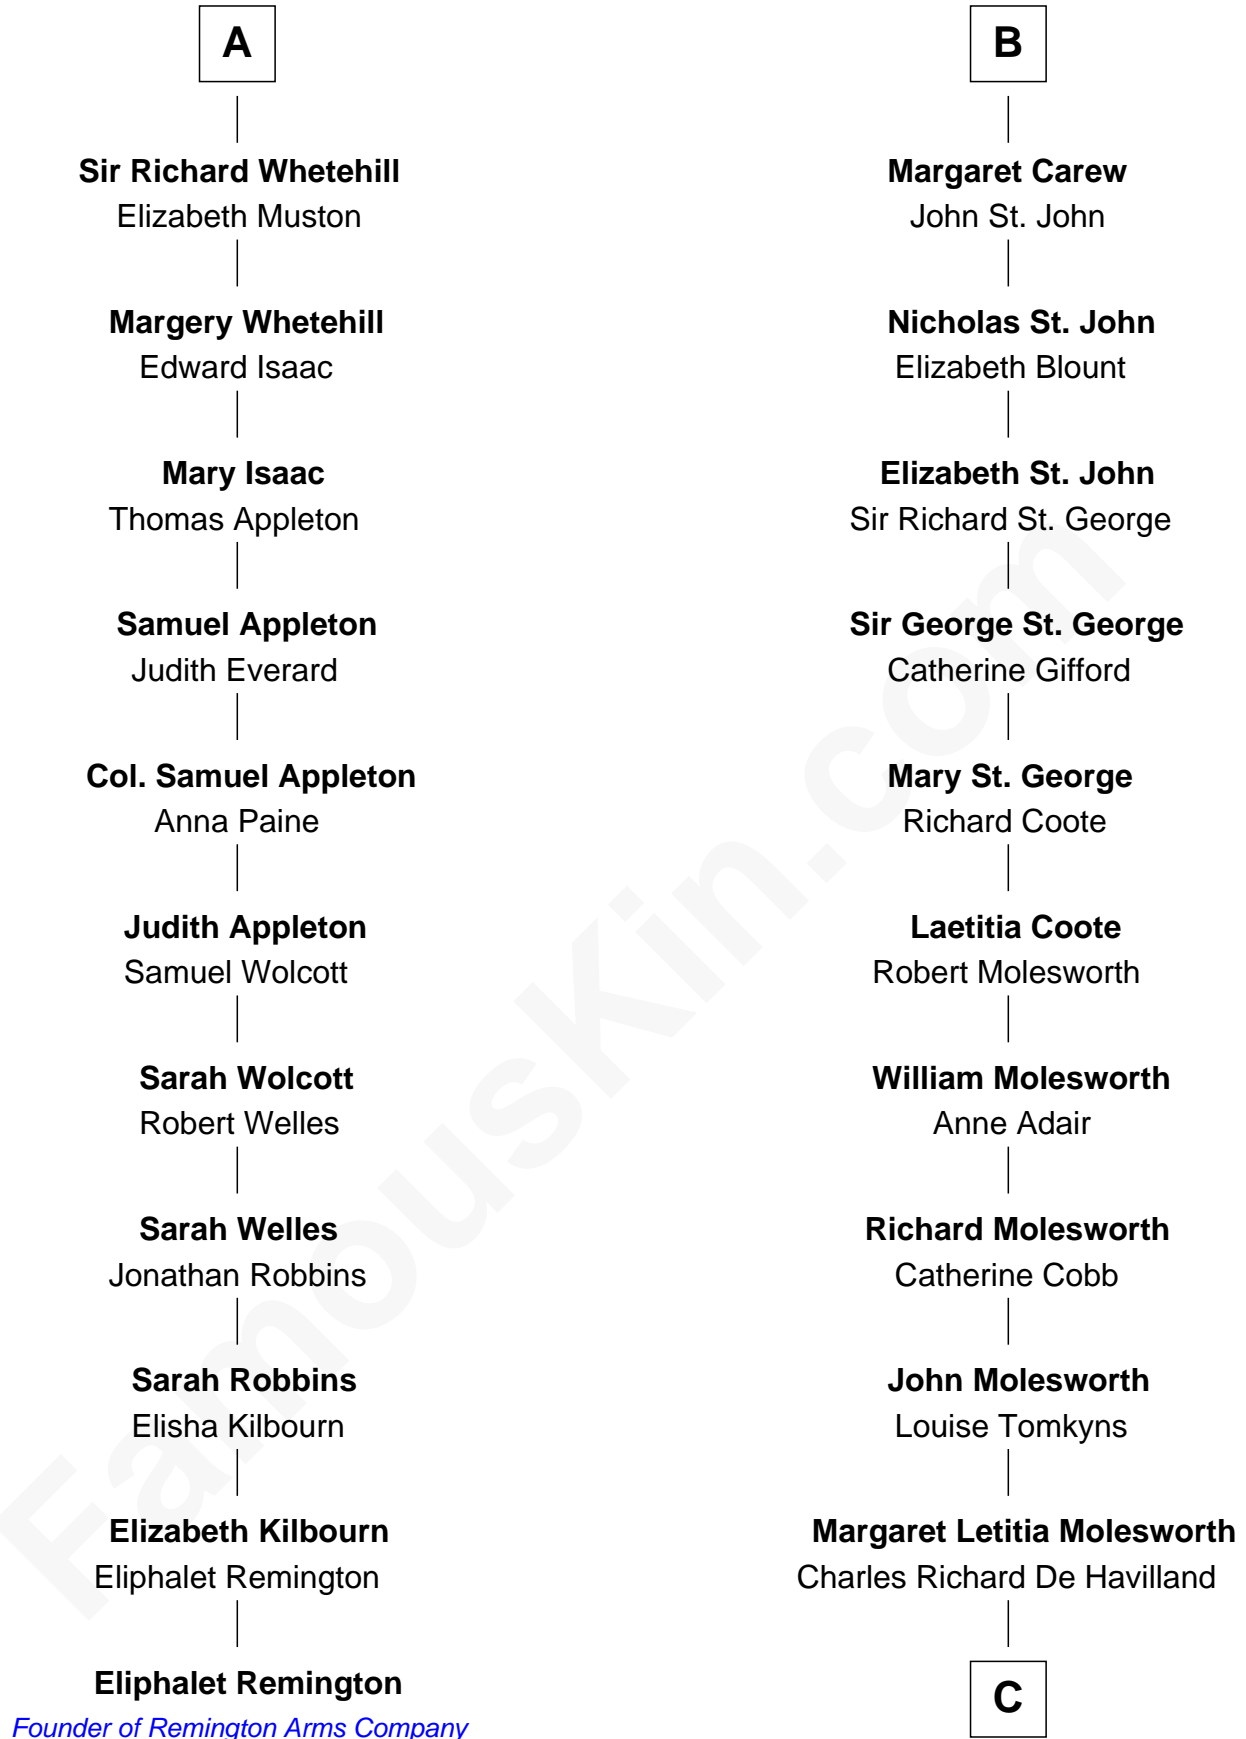 A
Sir Richard Whetehill
Elizabeth Muston
Margery Whetehill
Edward Isaac
Mary Isaac
Thomas Appleton
Samuel Appleton
Judith Everard
Col. Samuel Appleton
Anna Paine
Judith Appleton
Samuel Wolcott
Sarah Wolcott
Robert Welles
Sarah Welles
Jonathan Robbins
Sarah Robbins
Elisha Kilbourn
Elizabeth Kilbourn
Eliphalet Remington
Eliphalet Remington
Founder of Remington Arms Company
B
Margaret Carew
John St. John
Nicholas St. John
Elizabeth Blount
Elizabeth St. John
Sir Richard St. George
Sir George St. George
Catherine Gifford
Mary St. George
Richard Coote
Laetitia Coote
Robert Molesworth
William Molesworth
Anne Adair
Richard Molesworth
Catherine Cobb
John Molesworth
Louise Tomkyns
Margaret Letitia Molesworth
Charles Richard De Havilland
C
FamousKin.com